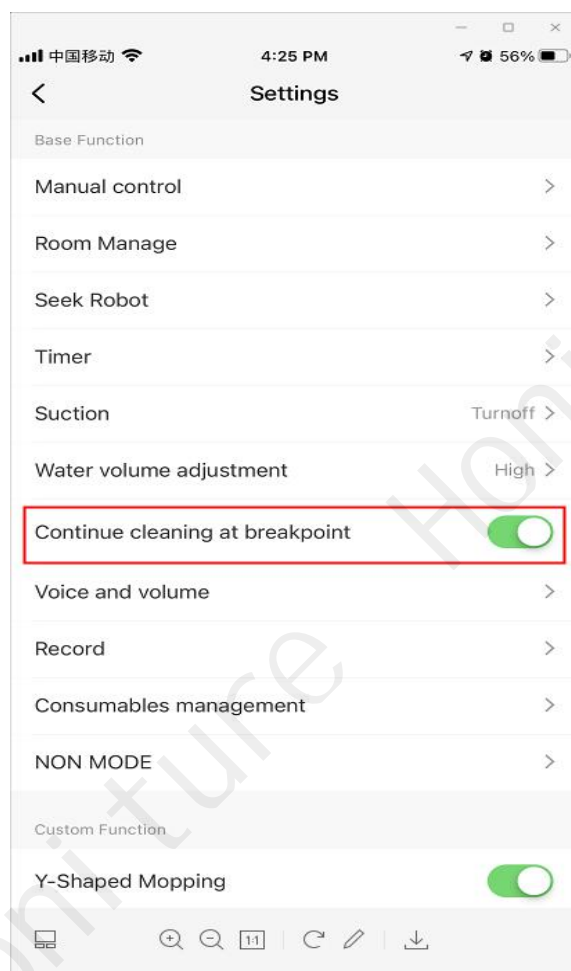 中国移动 4:25 PM 56%
Settings
Base Function
Manual control
Room Manage
Seek Robot
Timer
Suction Turnoff
Water volume adjustment High
Continue cleaning at breakpoint
Voice and volume
Record
Consumables management
NON MODE
Custom Function
Y-Shaped Mopping
1:1
Honi
oniture